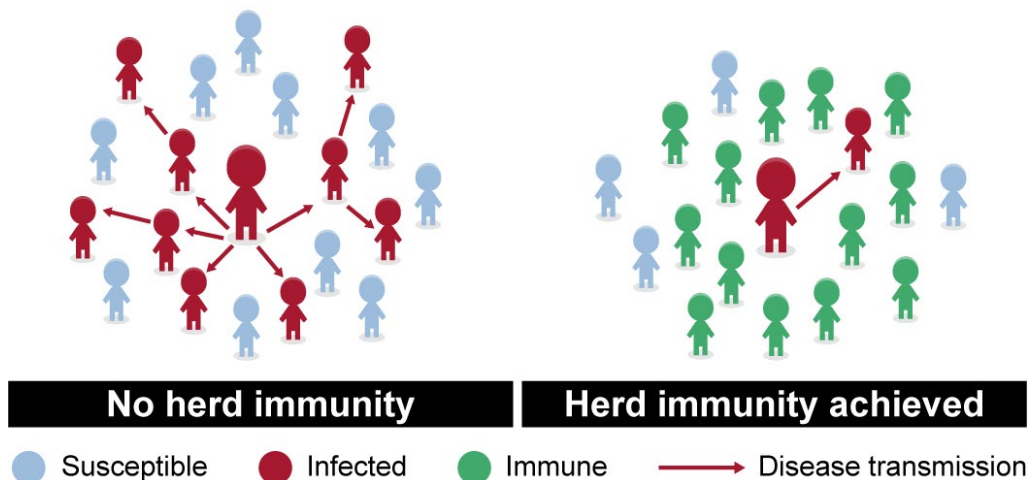 No herd immunity
Herd immunity achieved
Susceptible
Infected
Immune
Disease transmission